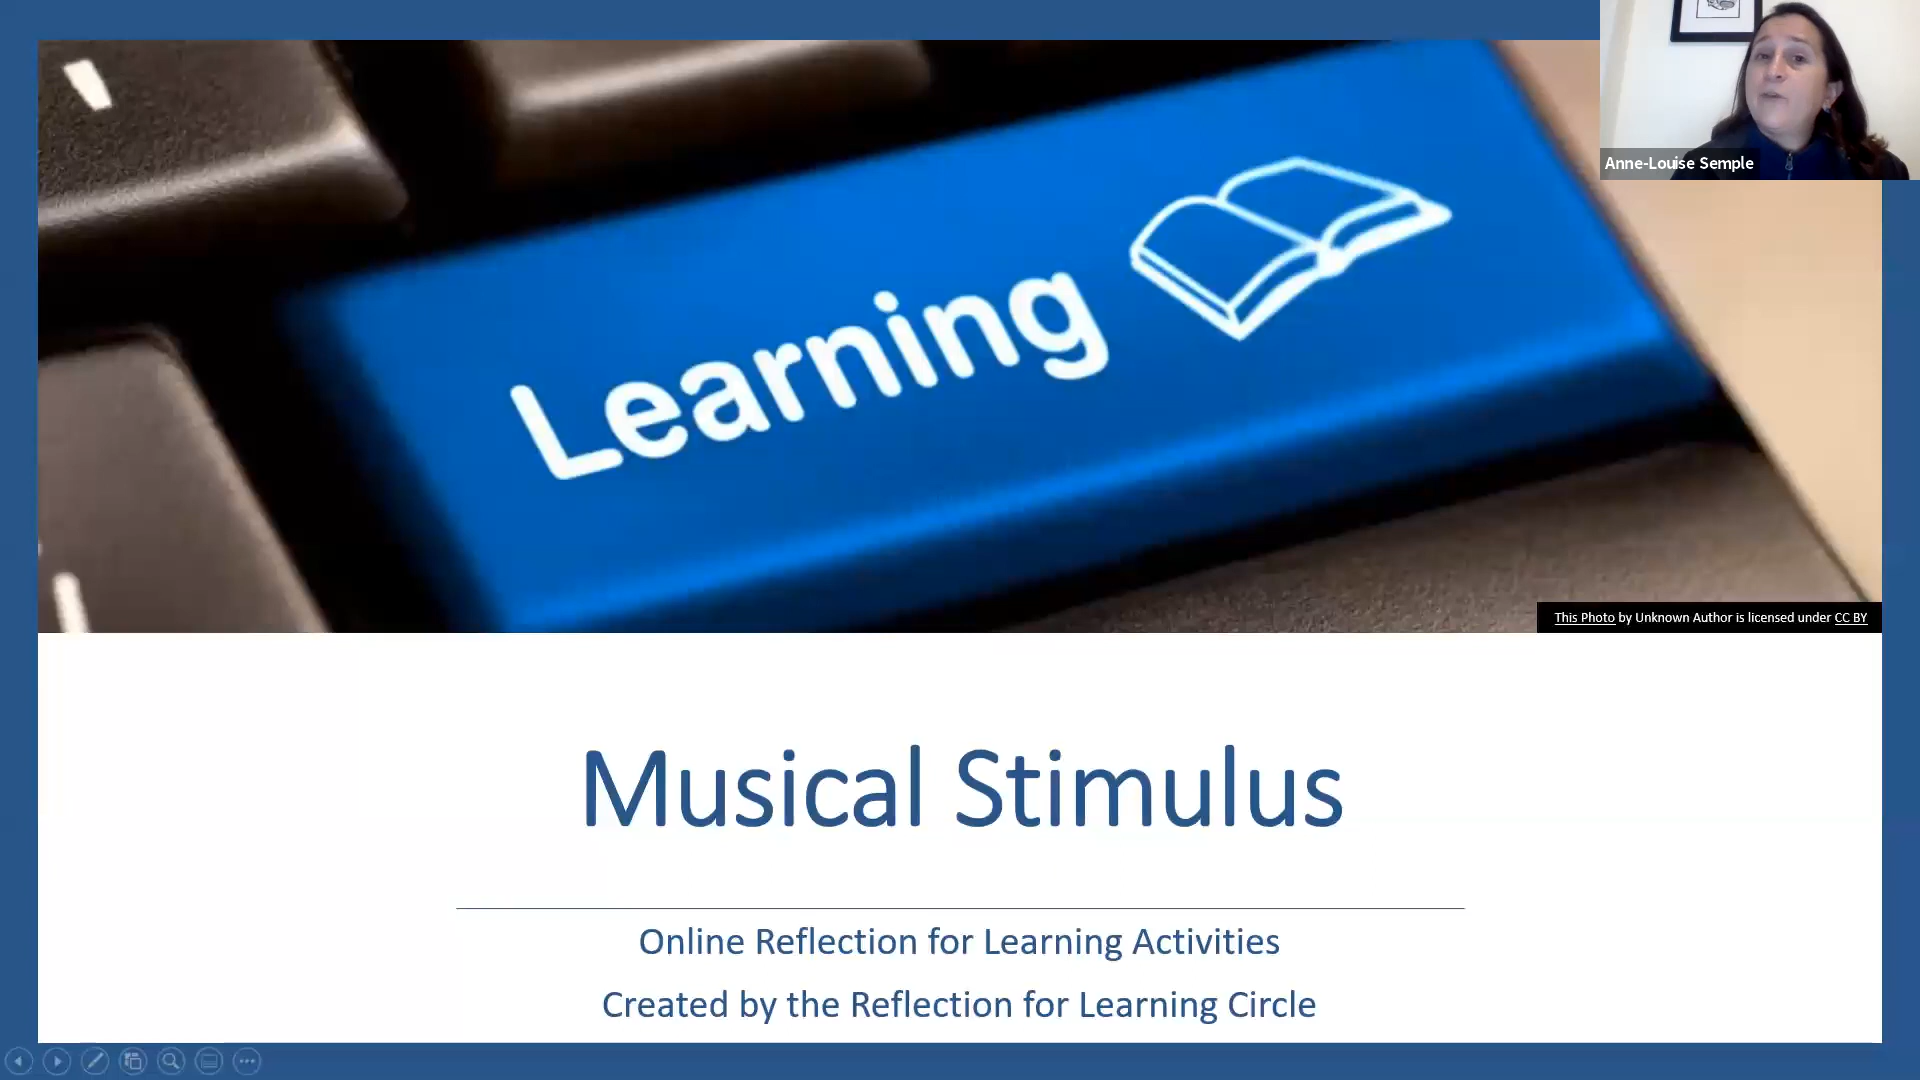 Anne-Louise Semple
Learning
This Photo by Unknown Author is licensed under CC BY
Musical Stimulus
Online Reflection for Learning Activities
Created by the Reflection for Learning Circle